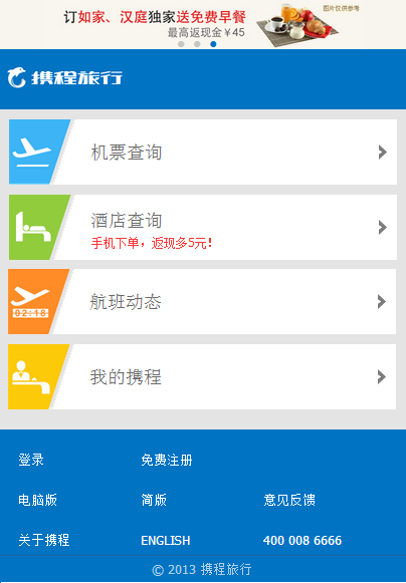 订如家、汉庭独家送免费早餐
图片仅供参考
最高返现金￥45
携程旅行
机票查询
酒店查询
手机下单，返现多5元！
航班动态
02:18
我的携程
登录 免费注册
电脑版 简版 意见反馈
关于携程 ENGLISH 400 008 6666
© 2013 携程旅行